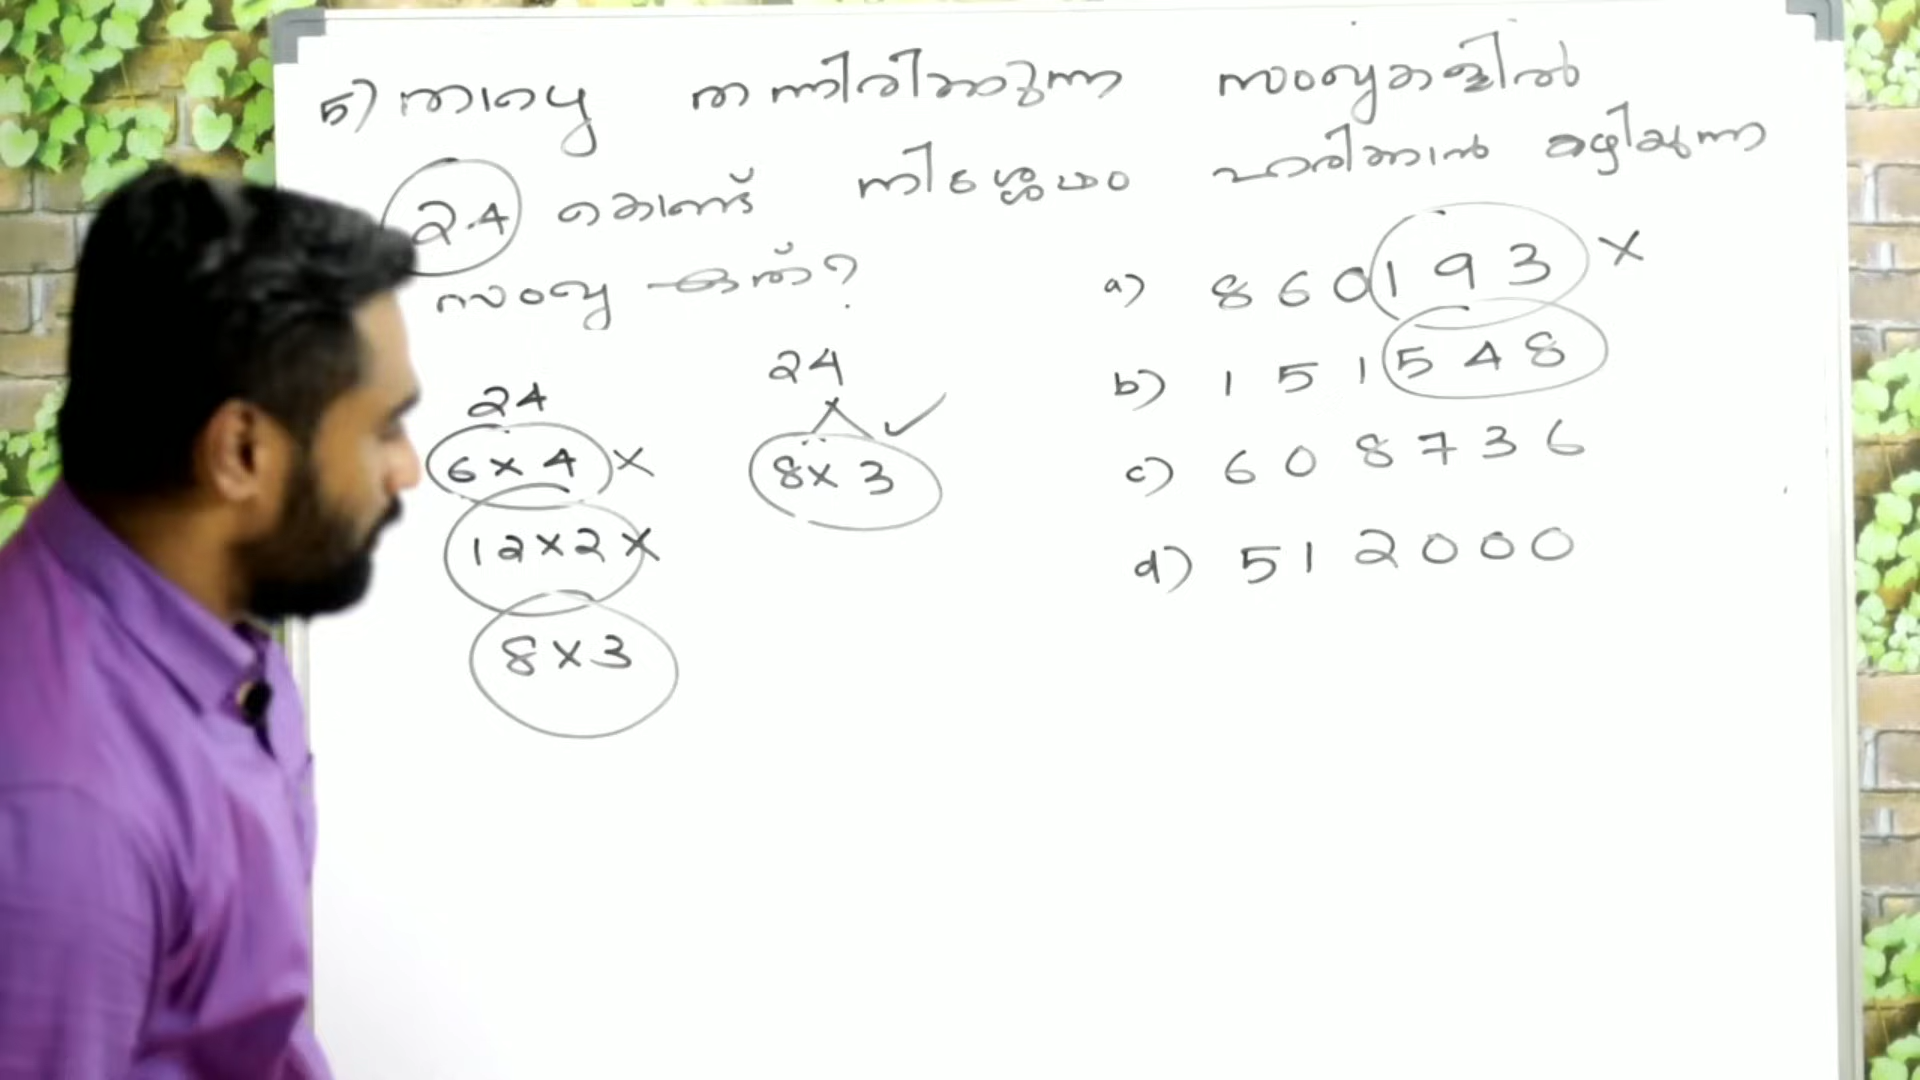 5) താഴെ തന്നിരിക്കുന്ന സംഖ്യകളിൽ
24 കൊണ്ട് നിശ്ശേഷം ഹരിക്കാൻ കഴിയുന്ന
സംഖ്യ ഏത്?
24
6 x 4 x
12 x 2 x
8 x 3
24
8 x 3 ✓
a) 860193 x
b) 151548
c) 608736
d) 512000